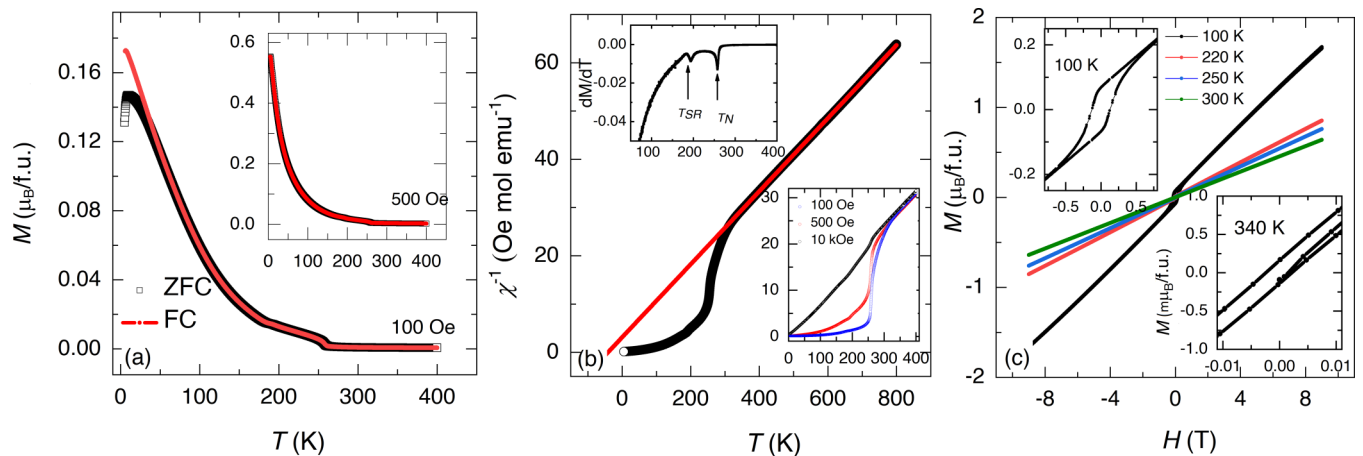 0.16
0.12
0.08
0.04
0.00
M (μB/f.u.)
0 100 200 300 400
0.6
0.4
0.2
0.0
0 100 200 300 400
500 Oe
ZFC
FC
100 Oe
(a)
0 100 200 300 400
T (K)
60
40
20
0
χ⁻¹ (Oe mol emu⁻¹)
0.00
-0.02
-0.04
dM/dT
TSR
TN
100 200 300 400
30
20
10
0
100 Oe
500 Oe
10 kOe
0 100 200 300 400
(b)
0 200 400 600 800
T (K)
2
1
0
-1
-2
M (μB/f.u.)
0.2
0.0
-0.2
100 K
-0.5 0.0 0.5
100 K
220 K
250 K
300 K
1.0
0.5
0.0
-0.5
-1.0
M (mμB/f.u.)
340 K
-0.01 0.00 0.01
(c)
-8 -4 0 4 8
H (T)